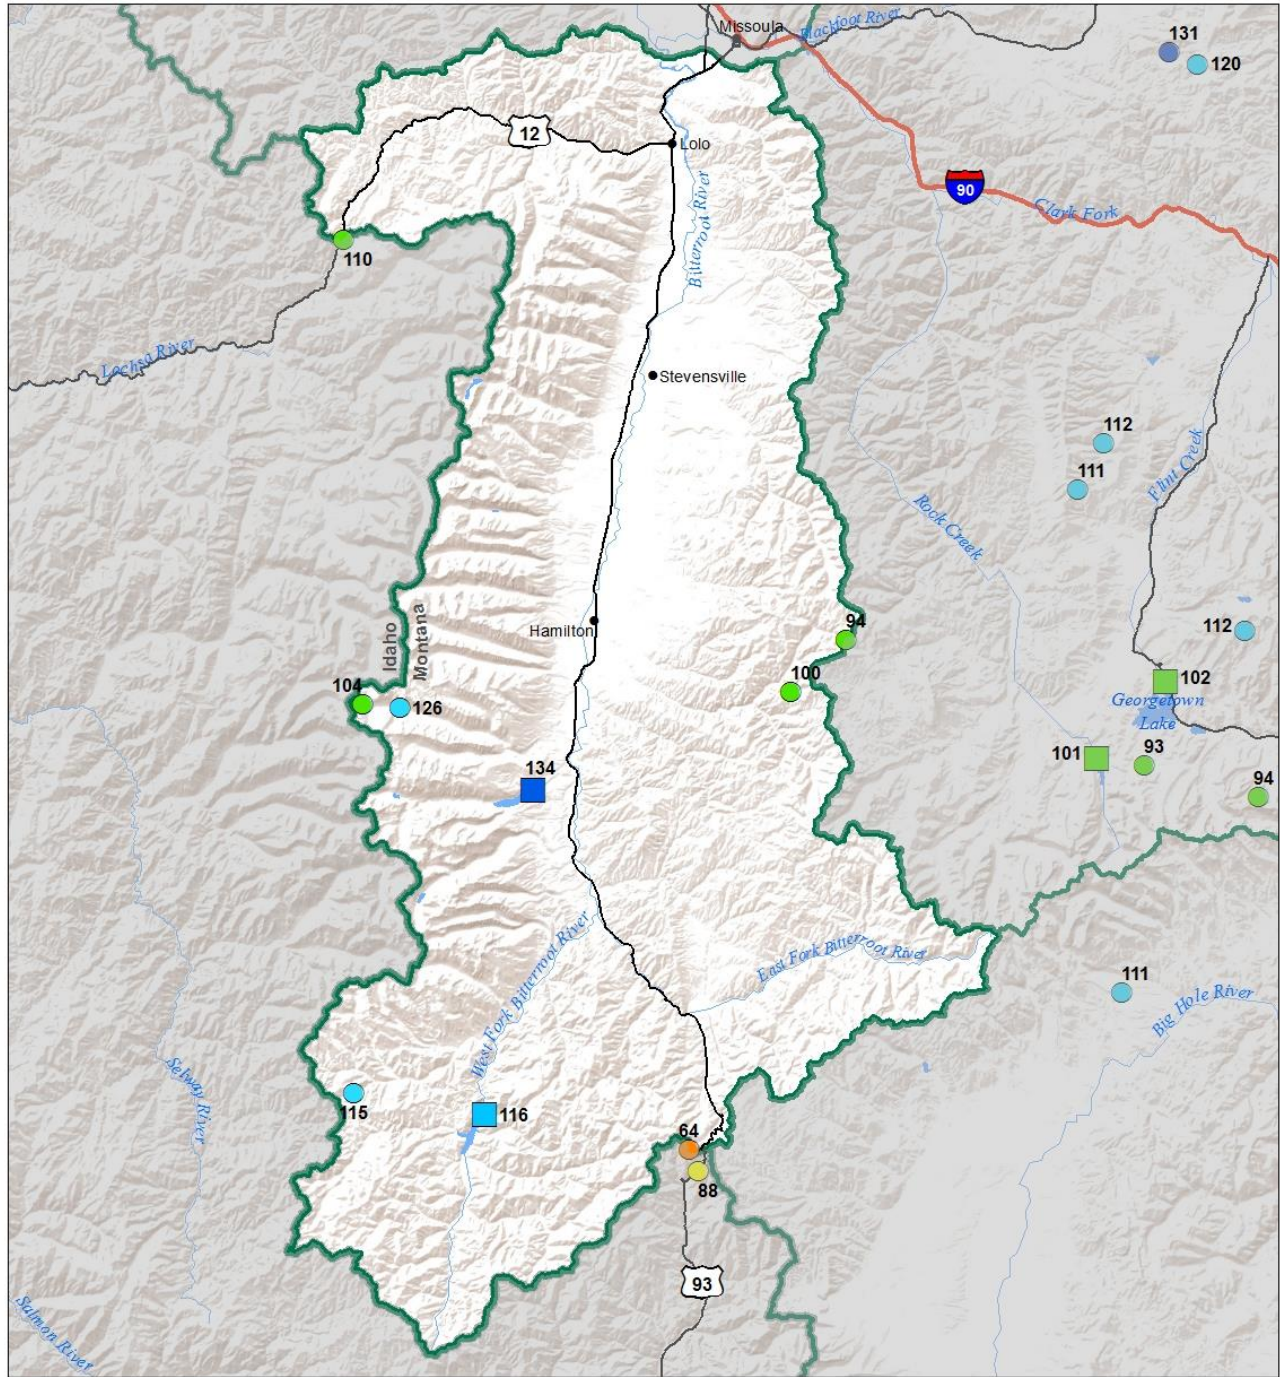 Missoula
Blackfoot River
131
120
12
Lolo
90
Clark Fork
Bitterroot River
110
Lochsa River
Stevensville
112
111
Flint Creek
Rock Creek
Idaho
Montana
Hamilton
94
112
100
102
104
126
Georgetown
Lake
101
93
134
94
West Fork Bitterroot River
East Fork Bitterroot River
111
Big Hole River
Selway River
115
116
64
88
93
Salmon River